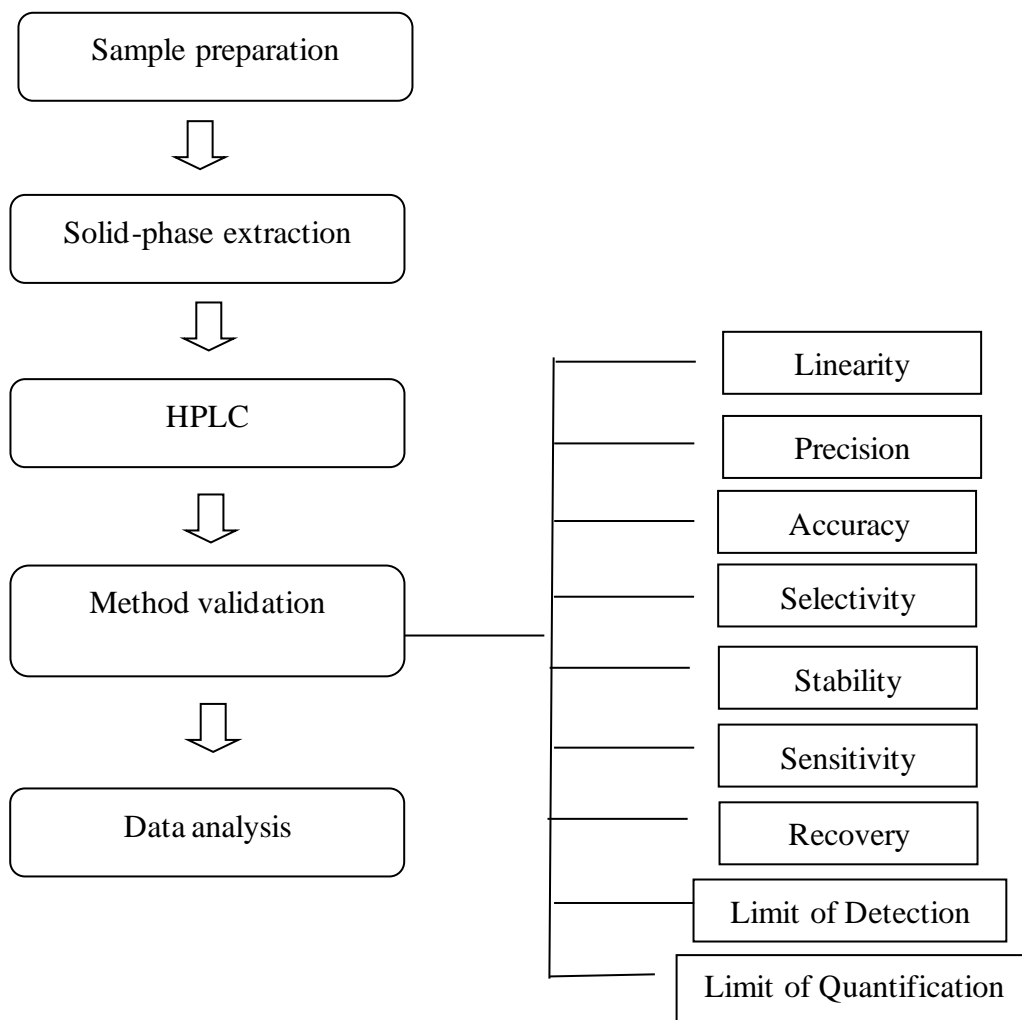 Sample preparation
Solid-phase extraction
HPLC
Method validation
Data analysis
Linearity
Precision
Accuracy
Selectivity
Stability
Sensitivity
Recovery
Limit of Detection
Limit of Quantification